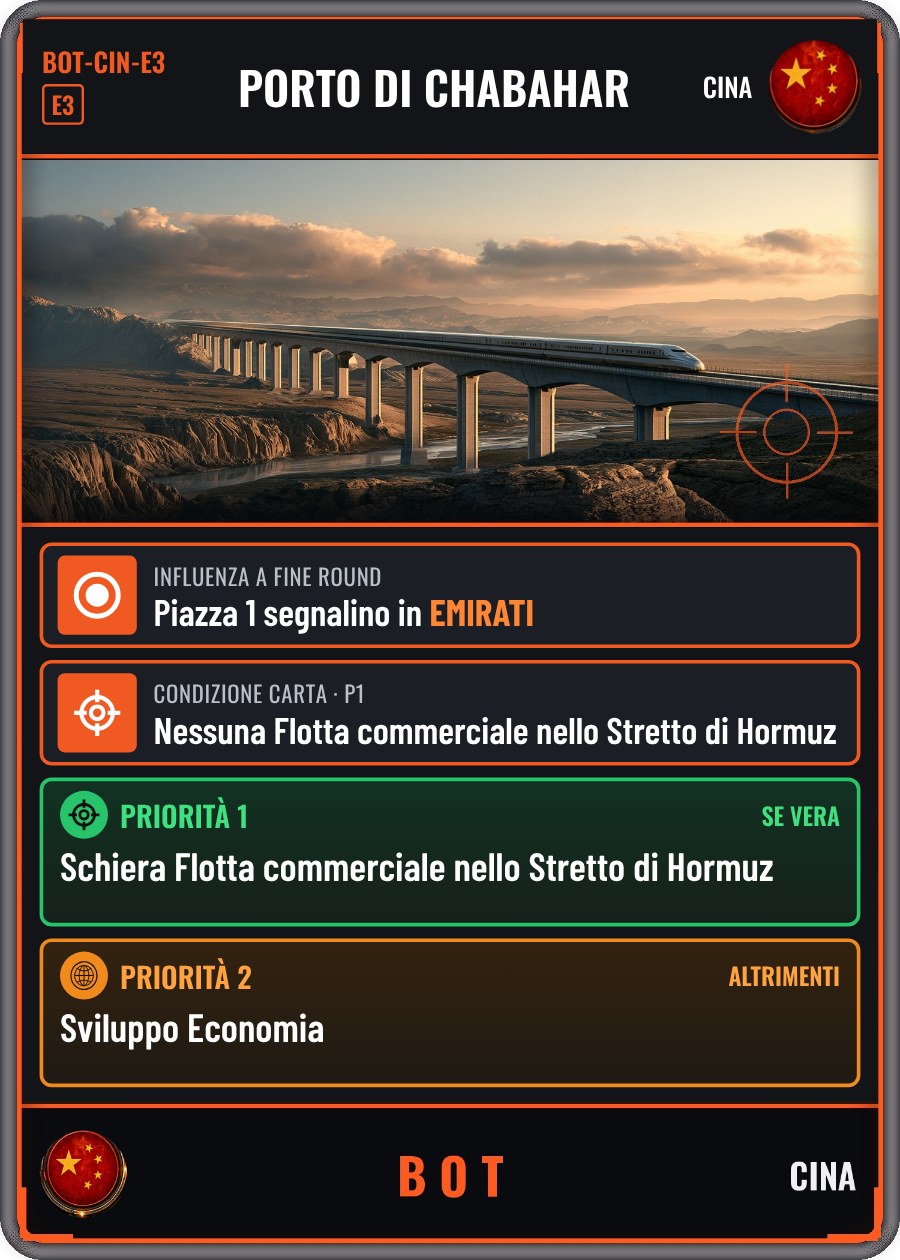 BOT-CIN-E3
E3
PORTO DI CHABAHAR
CINA
INFLUENZA A FINE ROUND
Piazza 1 segnalino in EMIRATI
CONDIZIONE CARTA · P1
Nessuna Flotta commerciale nello Stretto di Hormuz
PRIORITÀ 1
SE VERA
Schiera Flotta commerciale nello Stretto di Hormuz
PRIORITÀ 2
ALTRIMENTI
Sviluppo Economia
BOT
CINA